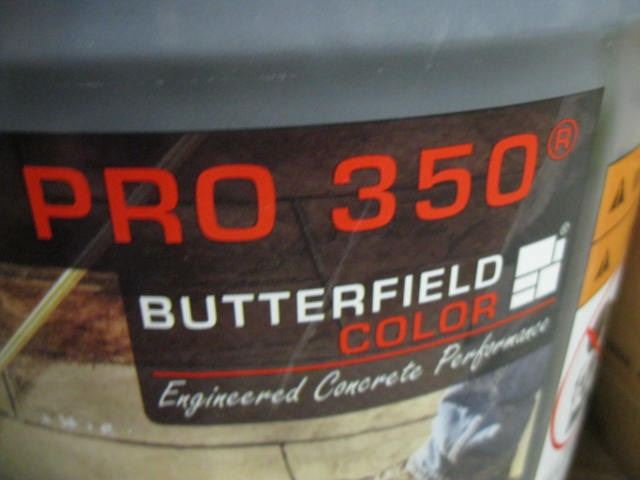 PRO 350®
BUTTERFIELD®
COLOR
Engineered Concrete Performance